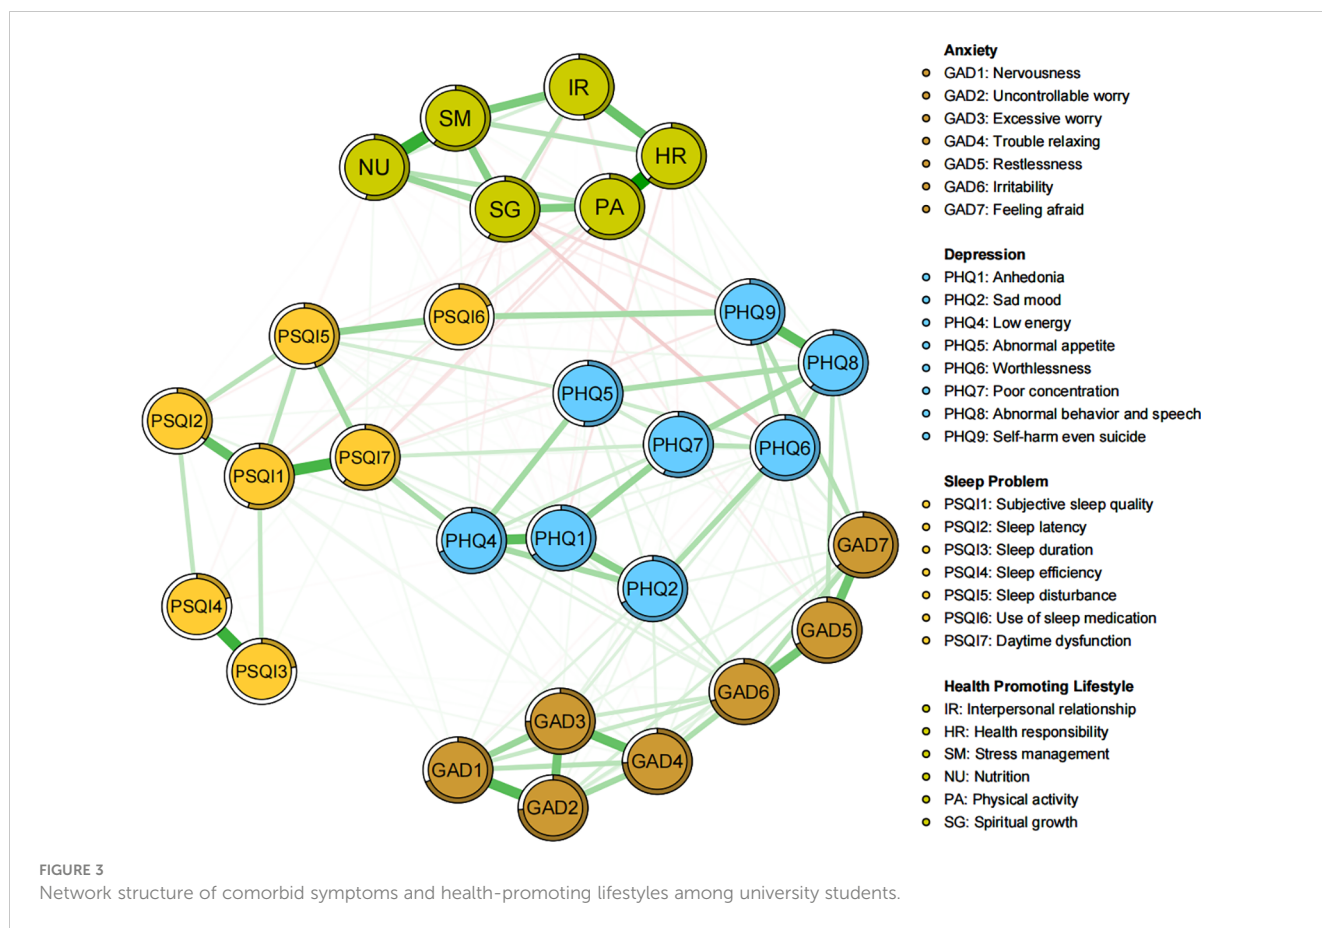 IR
SM
HR
NU
SG
PA
PSQI6
PHQ9
PSQI5
PHQ8
PHQ5
PSQI2
PHQ7
PHQ6
PSQI7
PSQI1
PHQ4
PHQ1
GAD7
PHQ2
PSQI4
GAD5
PSQI3
GAD6
GAD3
GAD4
GAD1
GAD2
Anxiety
GAD1: Nervousness
GAD2: Uncontrollable worry
GAD3: Excessive worry
GAD4: Trouble relaxing
GAD5: Restlessness
GAD6: Irritability
GAD7: Feeling afraid
Depression
PHQ1: Anhedonia
PHQ2: Sad mood
PHQ4: Low energy
PHQ5: Abnormal appetite
PHQ6: Worthlessness
PHQ7: Poor concentration
PHQ8: Abnormal behavior and speech
PHQ9: Self-harm even suicide
Sleep Problem
PSQI1: Subjective sleep quality
PSQI2: Sleep latency
PSQI3: Sleep duration
PSQI4: Sleep efficiency
PSQI5: Sleep disturbance
PSQI6: Use of sleep medication
PSQI7: Daytime dysfunction
Health Promoting Lifestyle
IR: Interpersonal relationship
HR: Health responsibility
SM: Stress management
NU: Nutrition
PA: Physical activity
SG: Spiritual growth
FIGURE 3
Network structure of comorbid symptoms and health-promoting lifestyles among university students.